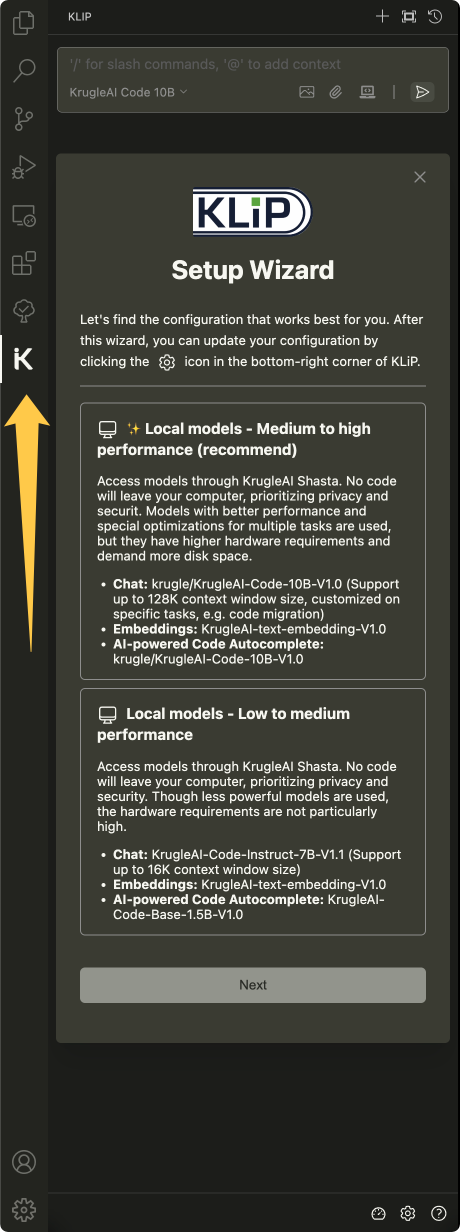 KLIP
'/' for slash commands, '@' to add context
KrugleAI Code 10B
KLiP
Setup Wizard
Let's find the configuration that works best for you. After
this wizard, you can update your configuration by
clicking the icon in the bottom-right corner of KLiP.
K
✨ Local models - Medium to high
performance (recommend)
Access models through KrugleAI Shasta. No code
will leave your computer, prioritizing privacy and
securit. Models with better performance and
special optimizations for multiple tasks are used,
but they have higher hardware requirements and
demand more disk space.
• Chat: krugle/KrugleAI-Code-10B-V1.0 (Support
up to 128K context window size, customized on
specific tasks, e.g. code migration)
• Embeddings: KrugleAI-text-embedding-V1.0
• AI-powered Code Autocomplete:
krugle/KrugleAI-Code-10B-V1.0
Local models - Low to medium
performance
Access models through KrugleAI Shasta. No code
will leave your computer, prioritizing privacy and
security. Though less powerful models are used,
the hardware requirements are not particularly
high.
• Chat: KrugleAI-Code-Instruct-7B-V1.1 (Support
up to 16K context window size)
• Embeddings: KrugleAI-text-embedding-V1.0
• AI-powered Code Autocomplete: KrugleAI-
Code-Base-1.5B-V1.0
Next